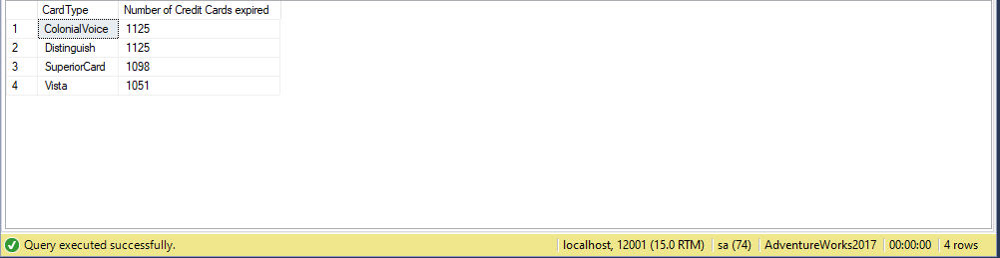 CardType Number of Credit Cards expired
1 ColonialVoice 1125
2 Distinguish 1125
3 SuperiorCard 1098
4 Vista 1051
Query executed successfully. localhost, 12001 (15.0 RTM) sa (74) AdventureWorks2017 00:00:00 4 rows